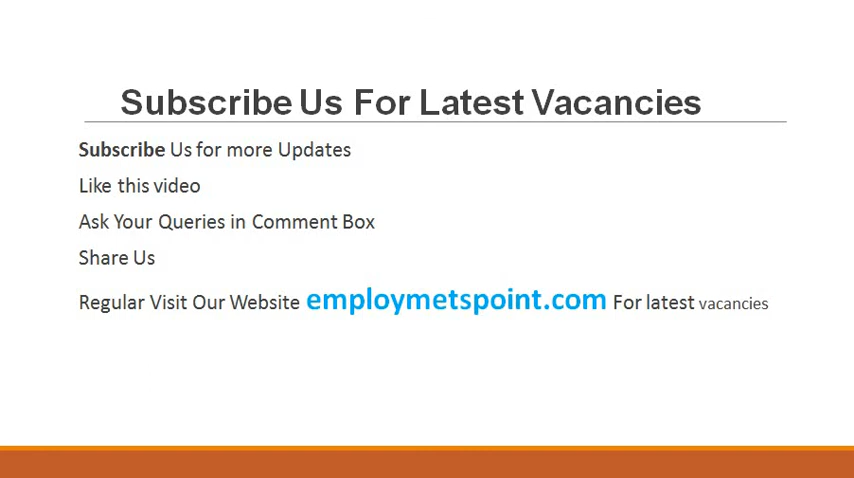 Subscribe Us For Latest Vacancies
Subscribe Us for more Updates
Like this video
Ask Your Queries in Comment Box
Share Us
Regular Visit Our Website employmetspoint.com For latest vacancies